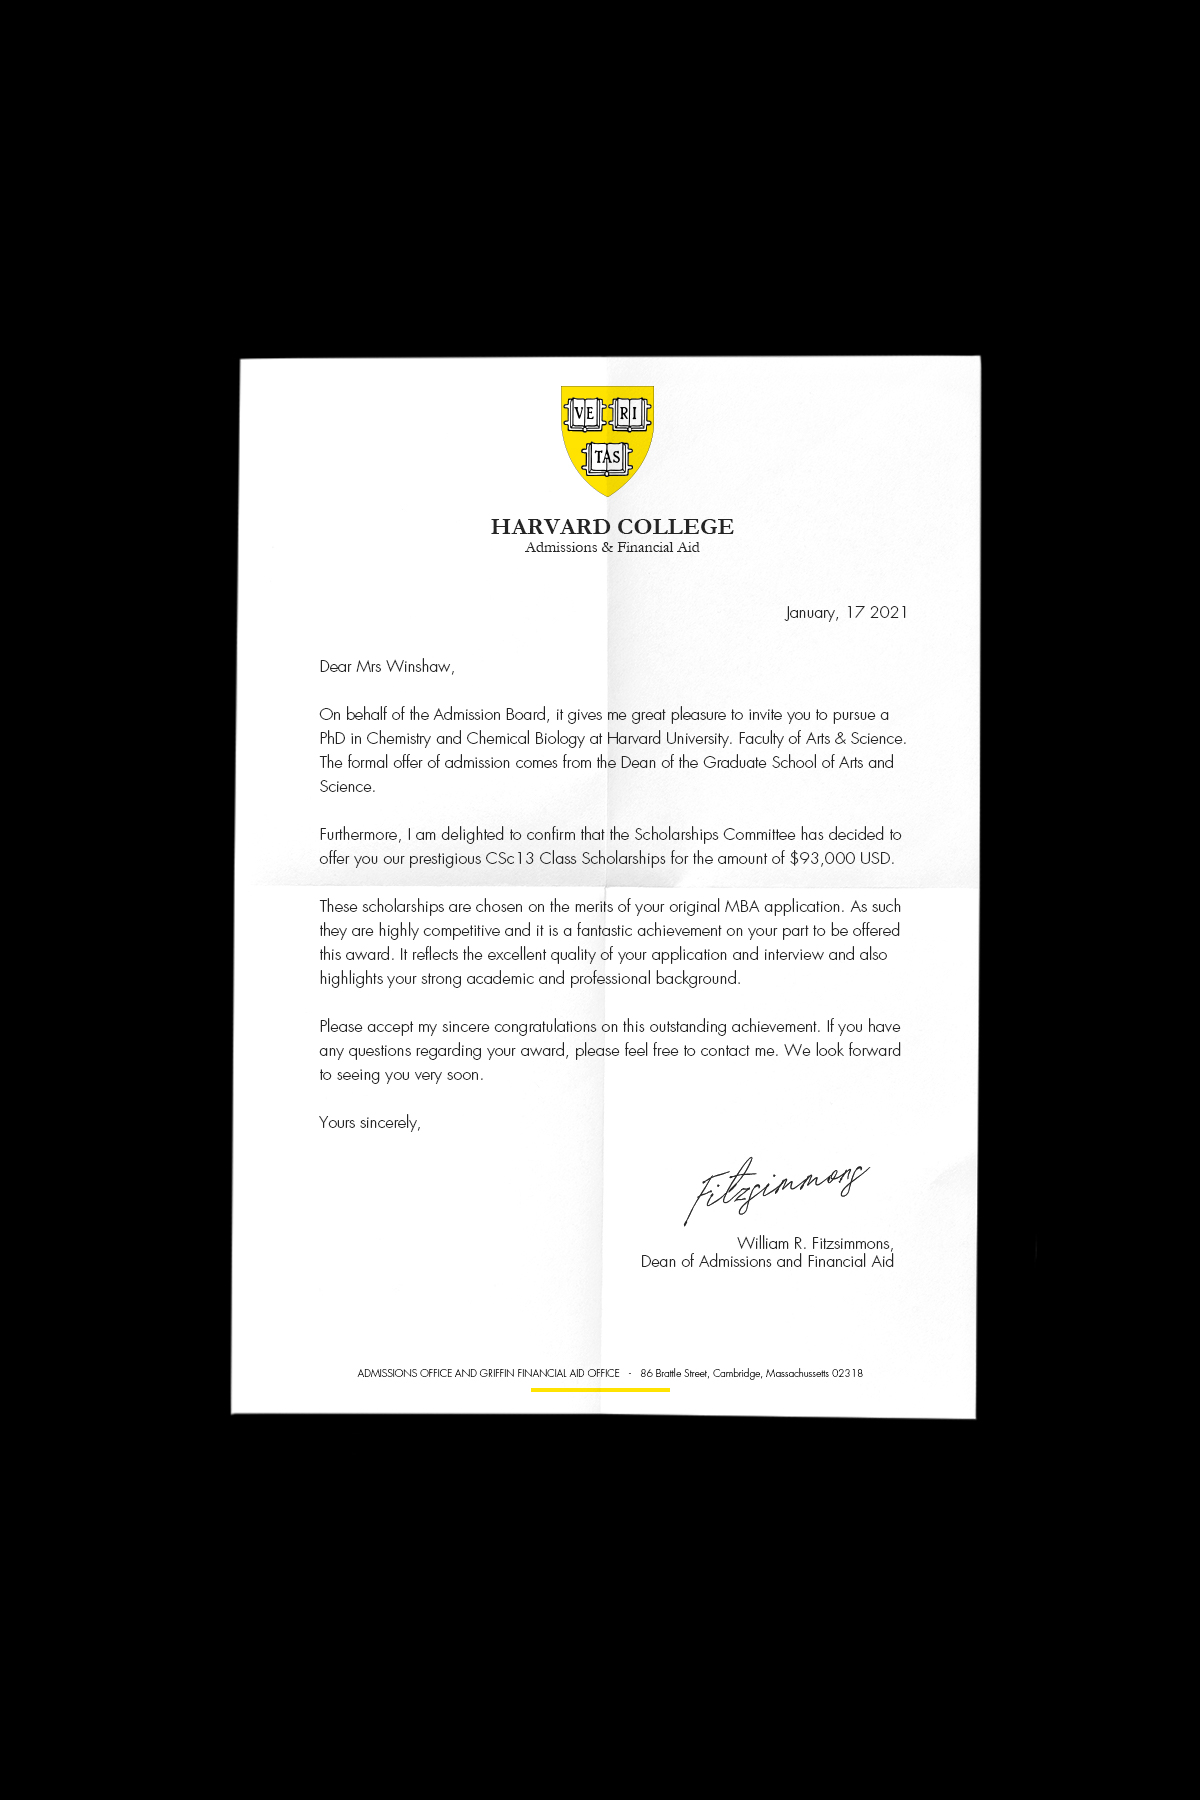 VE RI
TAS
HARVARD COLLEGE
Admissions & Financial Aid
January, 17 2021
Dear Mrs Winshaw,
On behalf of the Admission Board, it gives me great pleasure to invite you to pursue a
PhD in Chemistry and Chemical Biology at Harvard University. Faculty of Arts & Science.
The formal offer of admission comes from the Dean of the Graduate School of Arts and
Science.
Furthermore, I am delighted to confirm that the Scholarships Committee has decided to
offer you our prestigious CSc13 Class Scholarships for the amount of $93,000 USD.
These scholarships are chosen on the merits of your original MBA application. As such
they are highly competitive and it is a fantastic achievement on your part to be offered
this award. It reflects the excellent quality of your application and interview and also
highlights your strong academic and professional background.
Please accept my sincere congratulations on this outstanding achievement. If you have
any questions regarding your award, please feel free to contact me. We look forward
to seeing you very soon.
Yours sincerely,
Fitzsimmons
William R. Fitzsimmons,
Dean of Admissions and Financial Aid
ADMISSIONS OFFICE AND GRIFFIN FINANCIAL AID OFFICE - 86 Brattle Street, Cambridge, Massachussetts 02318